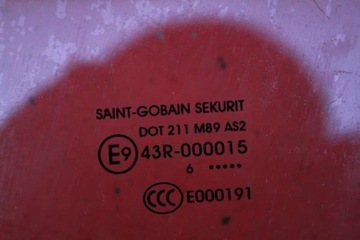 SAINT-GOBAIN SEKURIT
DOT 211 M89 AS2
E9 43R-000015
6 •••••
CCC E000191